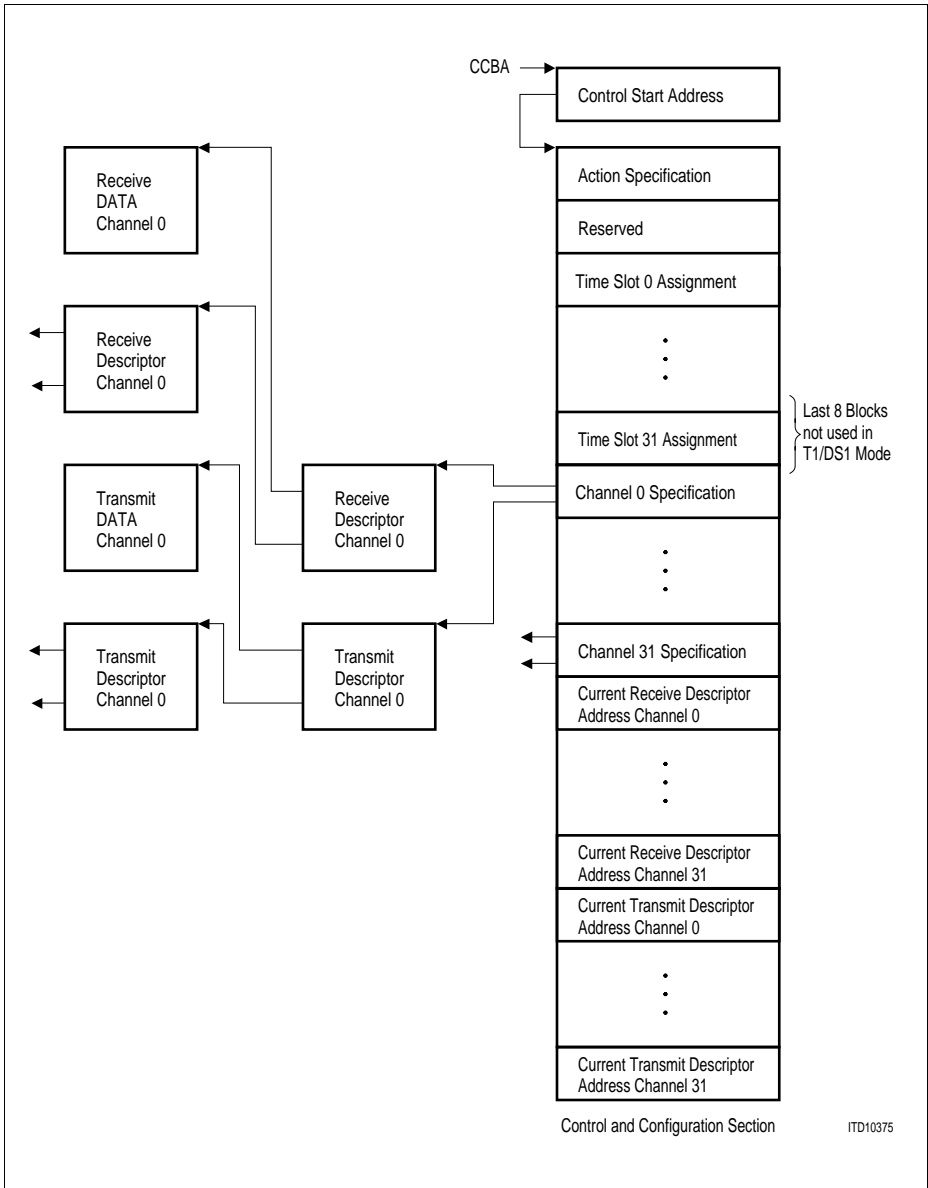 CCBA
Control Start Address
Action Specification
Reserved
Time Slot 0 Assignment
Time Slot 31 Assignment
Last 8 Blocks
not used in
T1/DS1 Mode
Channel 0 Specification
Channel 31 Specification
Current Receive Descriptor
Address Channel 0
Current Receive Descriptor
Address Channel 31
Current Transmit Descriptor
Address Channel 0
Current Transmit Descriptor
Address Channel 31
Receive
Descriptor
Channel 0
Transmit
Descriptor
Channel 0
Receive
DATA
Channel 0
Receive
Descriptor
Channel 0
Transmit
DATA
Channel 0
Transmit
Descriptor
Channel 0
Control and Configuration Section
ITD10375